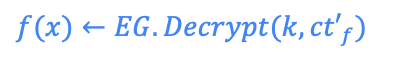 f(x) ← EG.Decrypt(k, ct'_f)